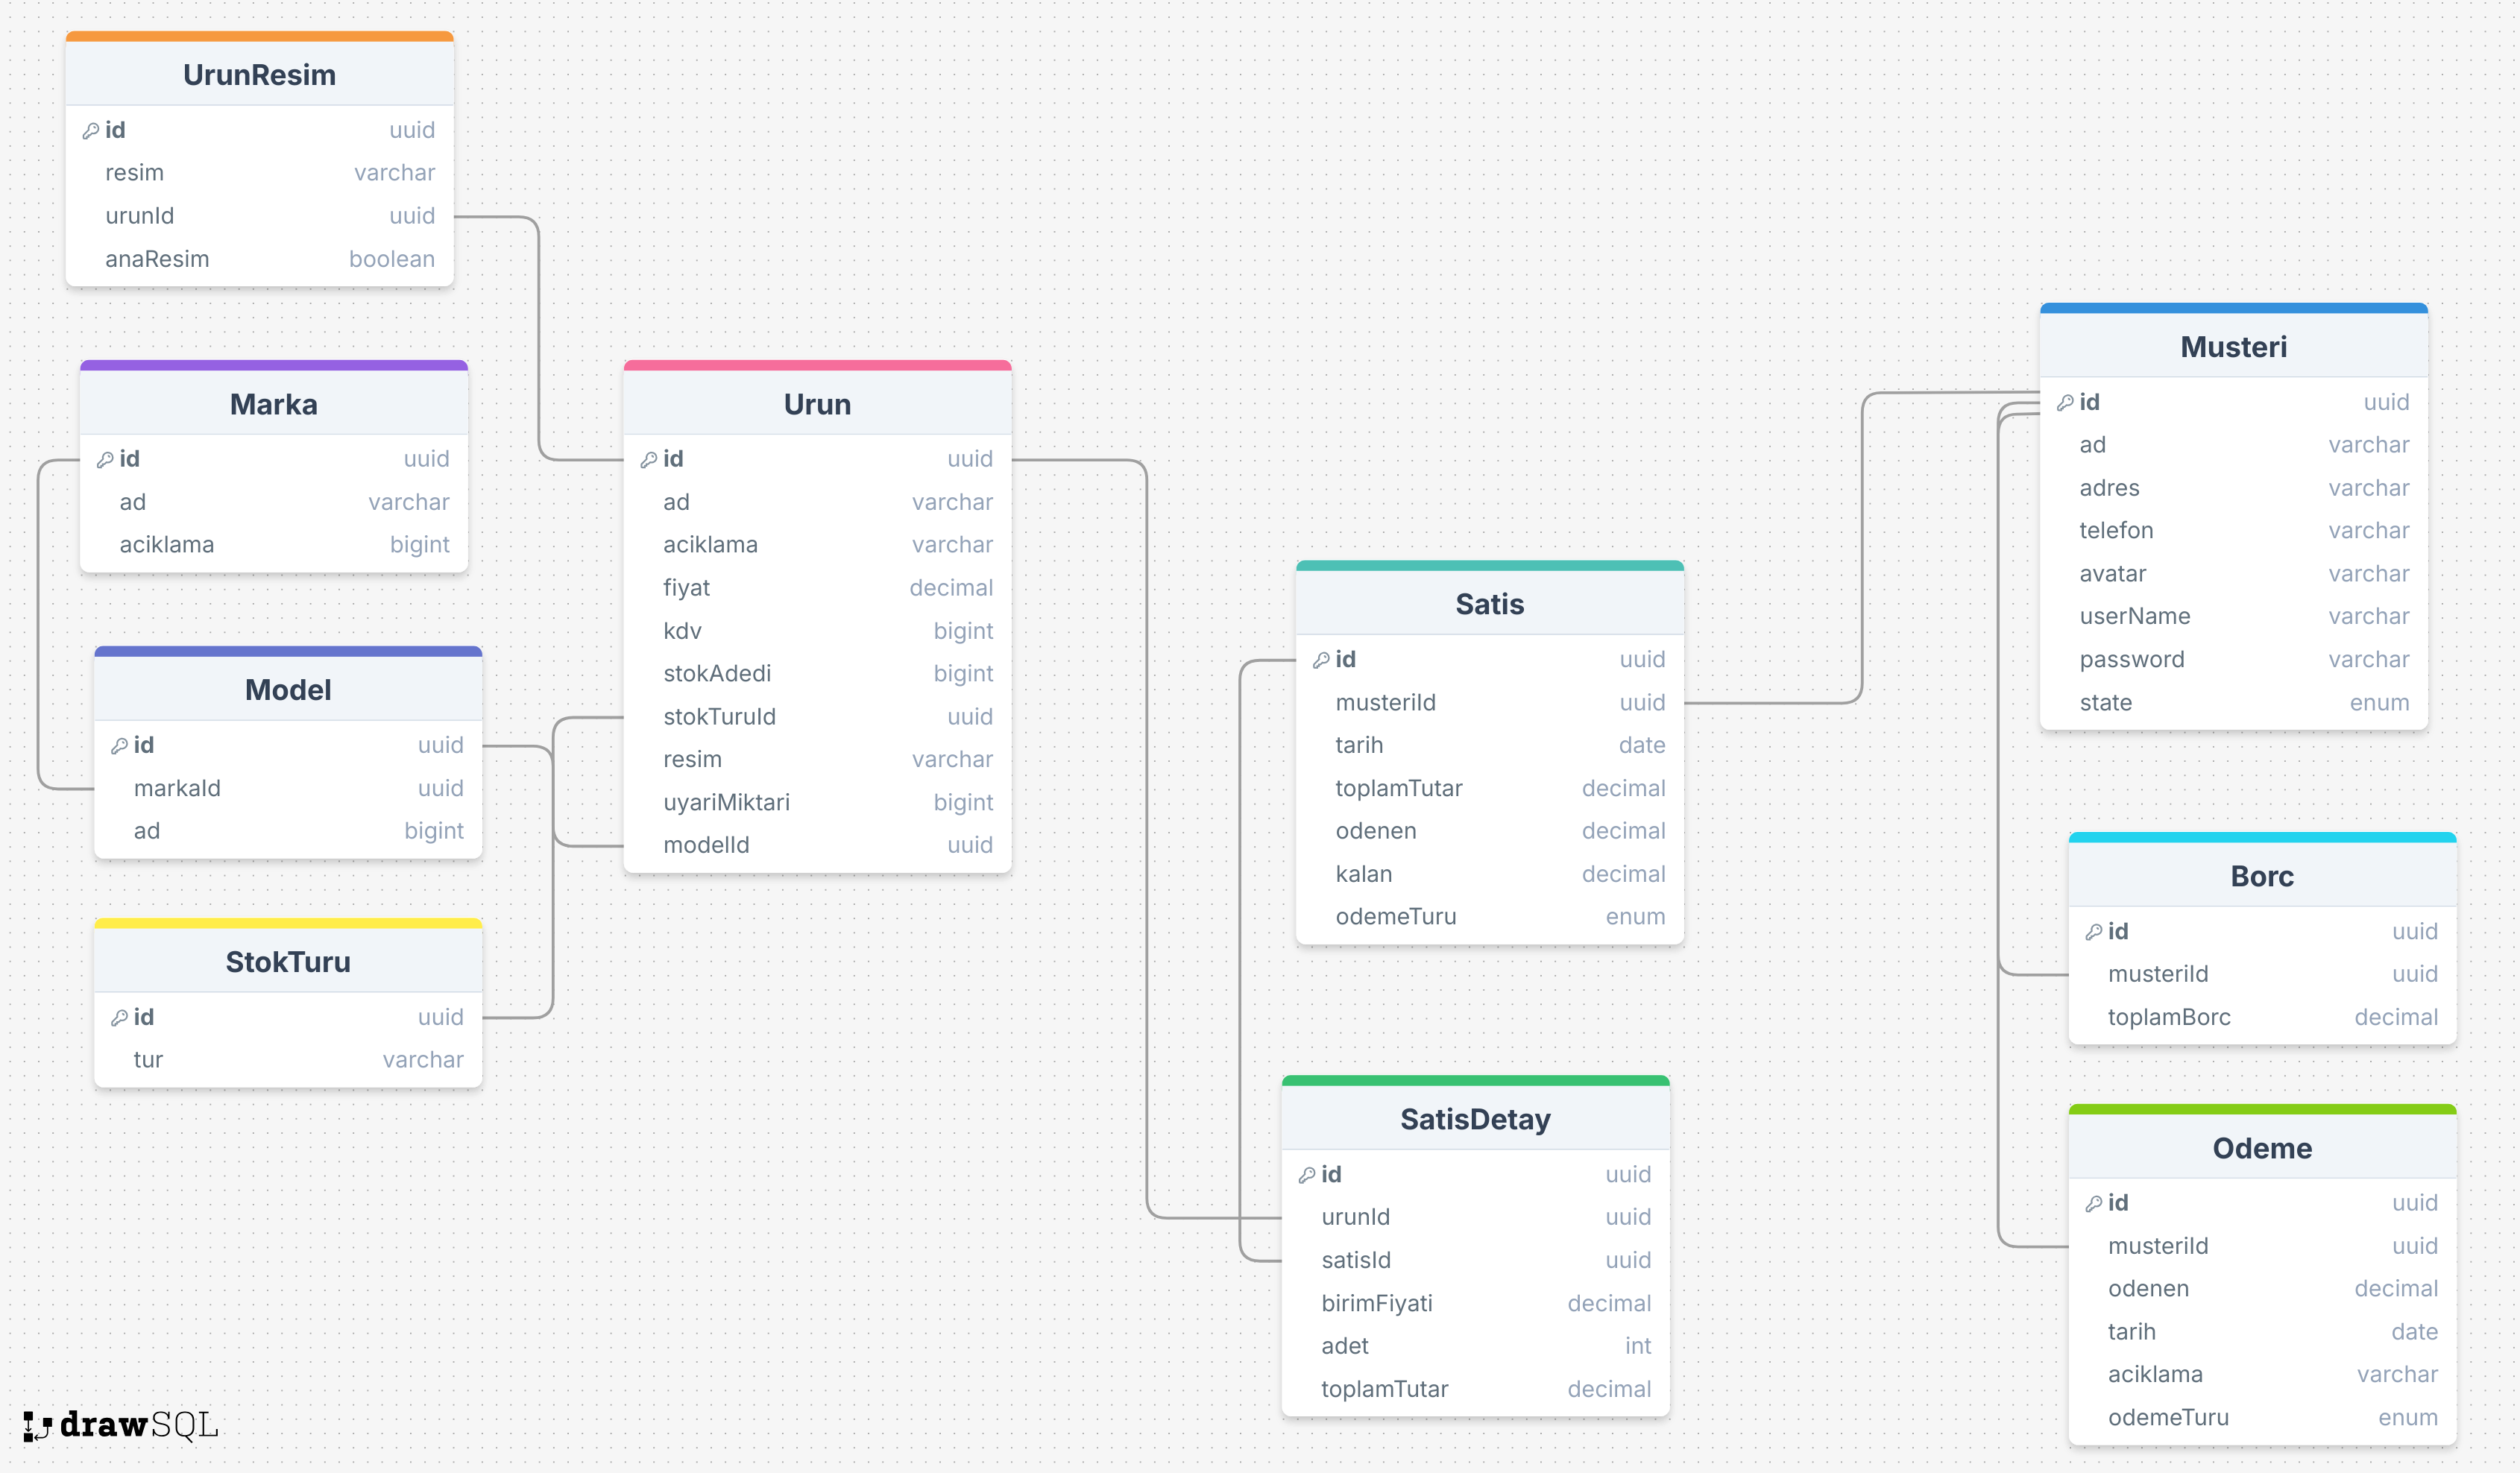 UrunResim
id uuid
resim varchar
urunId uuid
anaResim boolean
Marka
id uuid
ad varchar
aciklama bigint
Model
id uuid
markaId uuid
ad bigint
StokTuru
id uuid
tur varchar
Urun
id uuid
ad varchar
aciklama varchar
fiyat decimal
kdv bigint
stokAdedi bigint
stokTuruId uuid
resim varchar
uyariMiktari bigint
modelId uuid
Satis
id uuid
musteriId uuid
tarih date
toplamTutar decimal
odenen decimal
kalan decimal
odemeTuru enum
SatisDetay
id uuid
urunId uuid
satisId uuid
birimFiyati decimal
adet int
toplamTutar decimal
Musteri
id uuid
ad varchar
adres varchar
telefon varchar
avatar varchar
userName varchar
password varchar
state enum
Borc
id uuid
musteriId uuid
toplamBorc decimal
Odeme
id uuid
musteriId uuid
odenen decimal
tarih date
aciklama varchar
odemeTuru enum
drawSQL